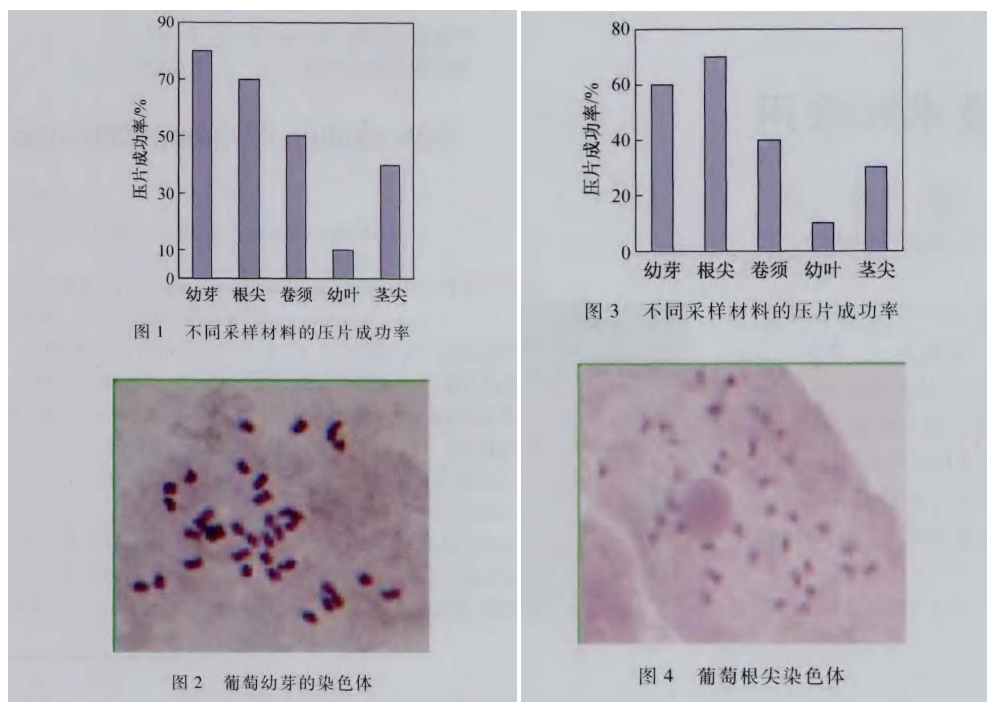 压片成功率/%
90
70
50
30
10
0
幼芽 根尖 卷须 幼叶 茎尖
图 1 不同采样材料的压片成功率
图 2 葡萄幼芽的染色体
压片成功率/%
80
60
40
20
0
幼芽 根尖 卷须 幼叶 茎尖
图 3 不同采样材料的压片成功率
图 4 葡萄根尖染色体